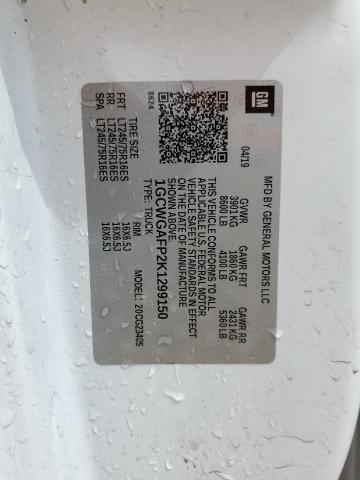 GM
MFD BY GENERAL MOTORS LLC
04/19 GVWR GAWR FRT GAWR RR
3901 KG 1860 KG 2431 KG
8600 LB 4100 LB 5360 LB
THIS VEHICLE CONFORMS TO ALL
APPLICABLE U.S. FEDERAL MOTOR
VEHICLE SAFETY STANDARDS IN EFFECT
ON THE DATE OF MANUFACTURE
SHOWN ABOVE.
1GCWGAFP2K1299150
TYPE: TRUCK MODEL: 20CG23405
8624
TIRE SIZE RIM
FRT LT245/75R16ES 16X6.5J
RR LT245/75R16ES 16X6.5J
SPA LT245/75R16ES 16X6.5J